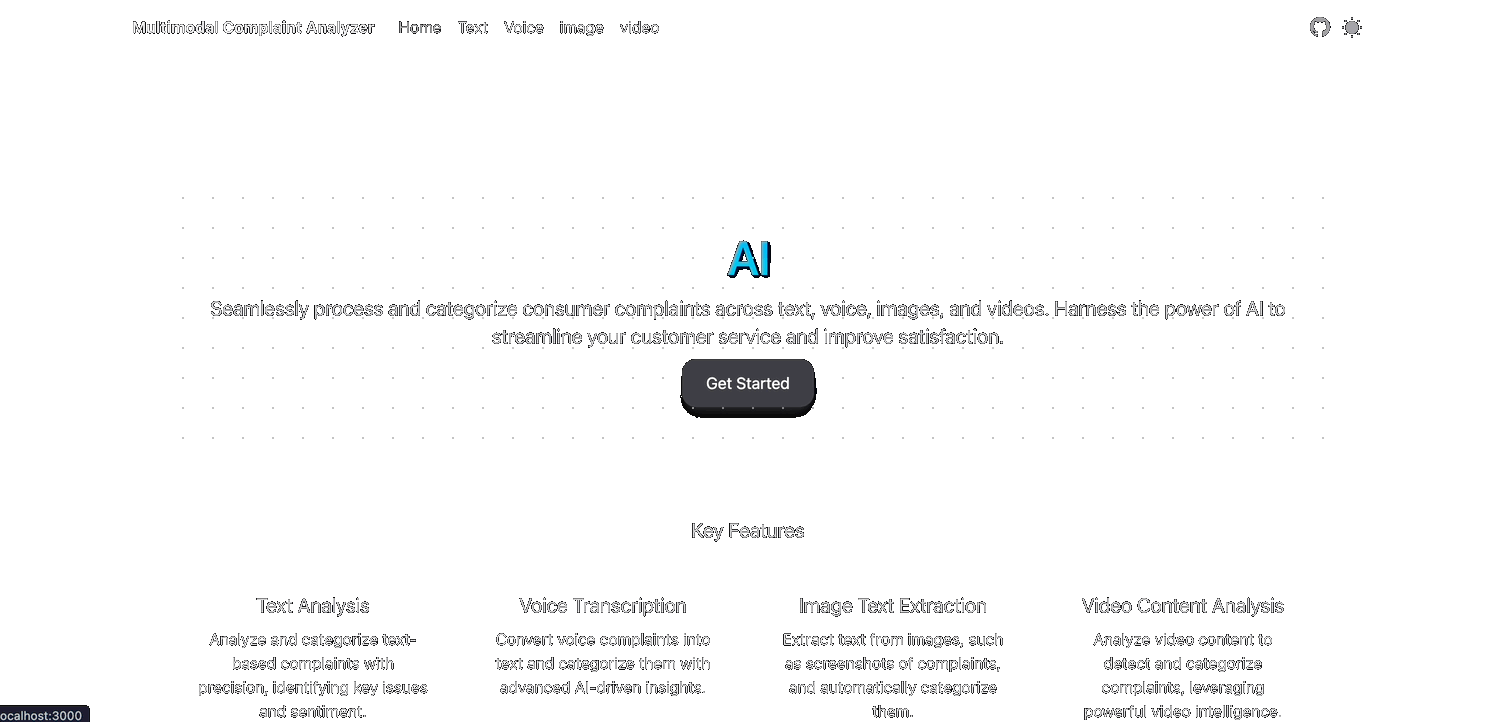 Multimodal Complaint Analyzer Home Text Voice image video
AI
Seamlessly process and categorize consumer complaints across text, voice, images, and videos. Harness the power of AI to
streamline your customer service and improve satisfaction.
Get Started
Key Features
Text Analysis
Analyze and categorize text-
based complaints with
precision, identifying key issues
and sentiment.
Voice Transcription
Convert voice complaints into
text and categorize them with
advanced AI-driven insights.
Image Text Extraction
Extract text from images, such
as screenshots of complaints,
and automatically categorize
them.
Video Content Analysis
Analyze video content to
detect and categorize
complaints, leveraging
powerful video intelligence.
ocalhost:3000